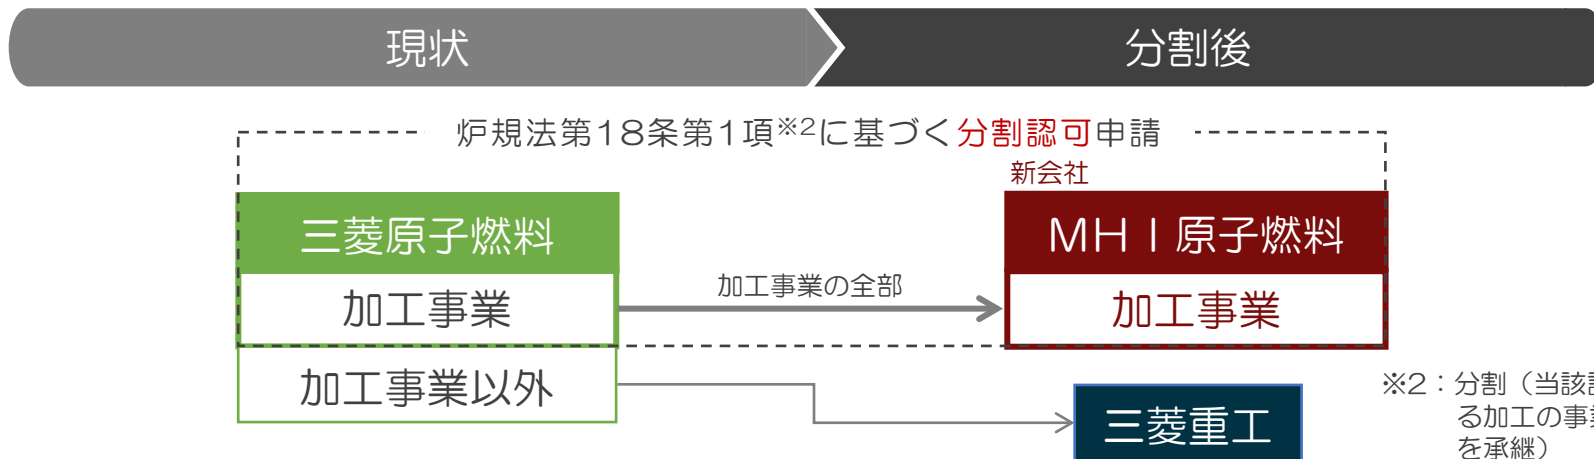 現状
分割後
炉規法第18条第1項※2に基づく分割認可申請
新会社
三菱原子燃料
MHI原子燃料
加工事業の全部
加工事業
加工事業
加工事業以外
三菱重工
※2：分割（当該
る加工の事
を承継）